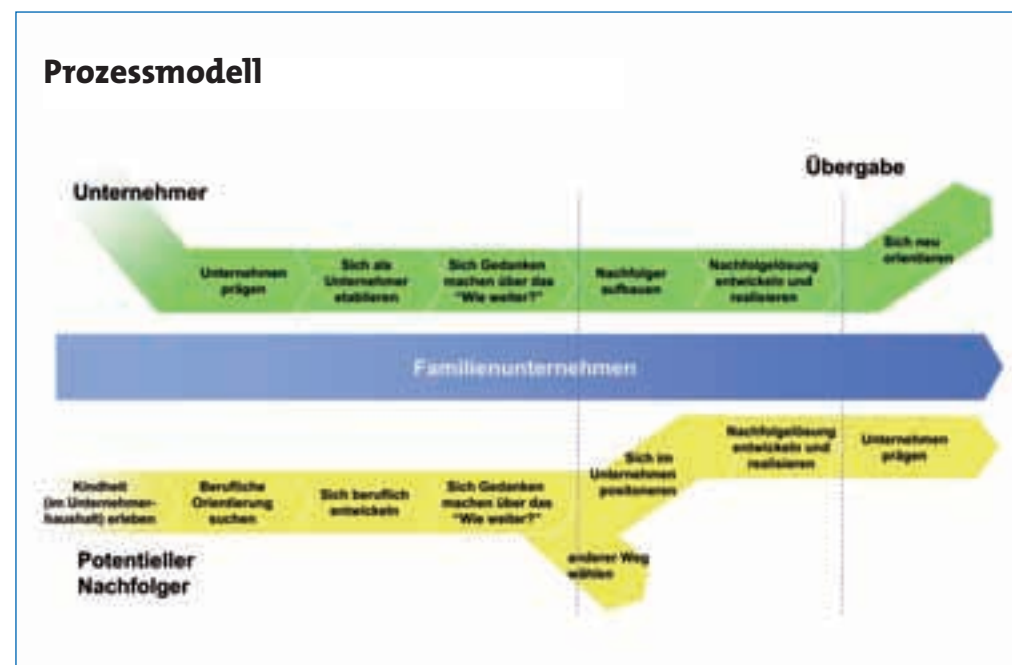 Prozessmodell
Unternehmer
Übergabe
Unternehmen
prägen
Sich als
Unternehmer
etablieren
Sich Gedanken
machen über das
"Wie weiter?"
Nachfolger
aufbauen
Nachfolgelösung
entwickeln und
realisieren
Sich neu
orientieren
Familienunternehmen
Kindheit
(im Unternehmer-
haushalt) erleben
Berufliche
Orientierung
suchen
Sich beruflich
entwickeln
Sich Gedanken
machen über das
"Wie weiter?"
Sich im
Unternehmen
positioneren
Nachfolgelösung
entwickeln und
realisieren
Unternehmen
prägen
anderer Weg
wählen
Potentieller
Nachfolger